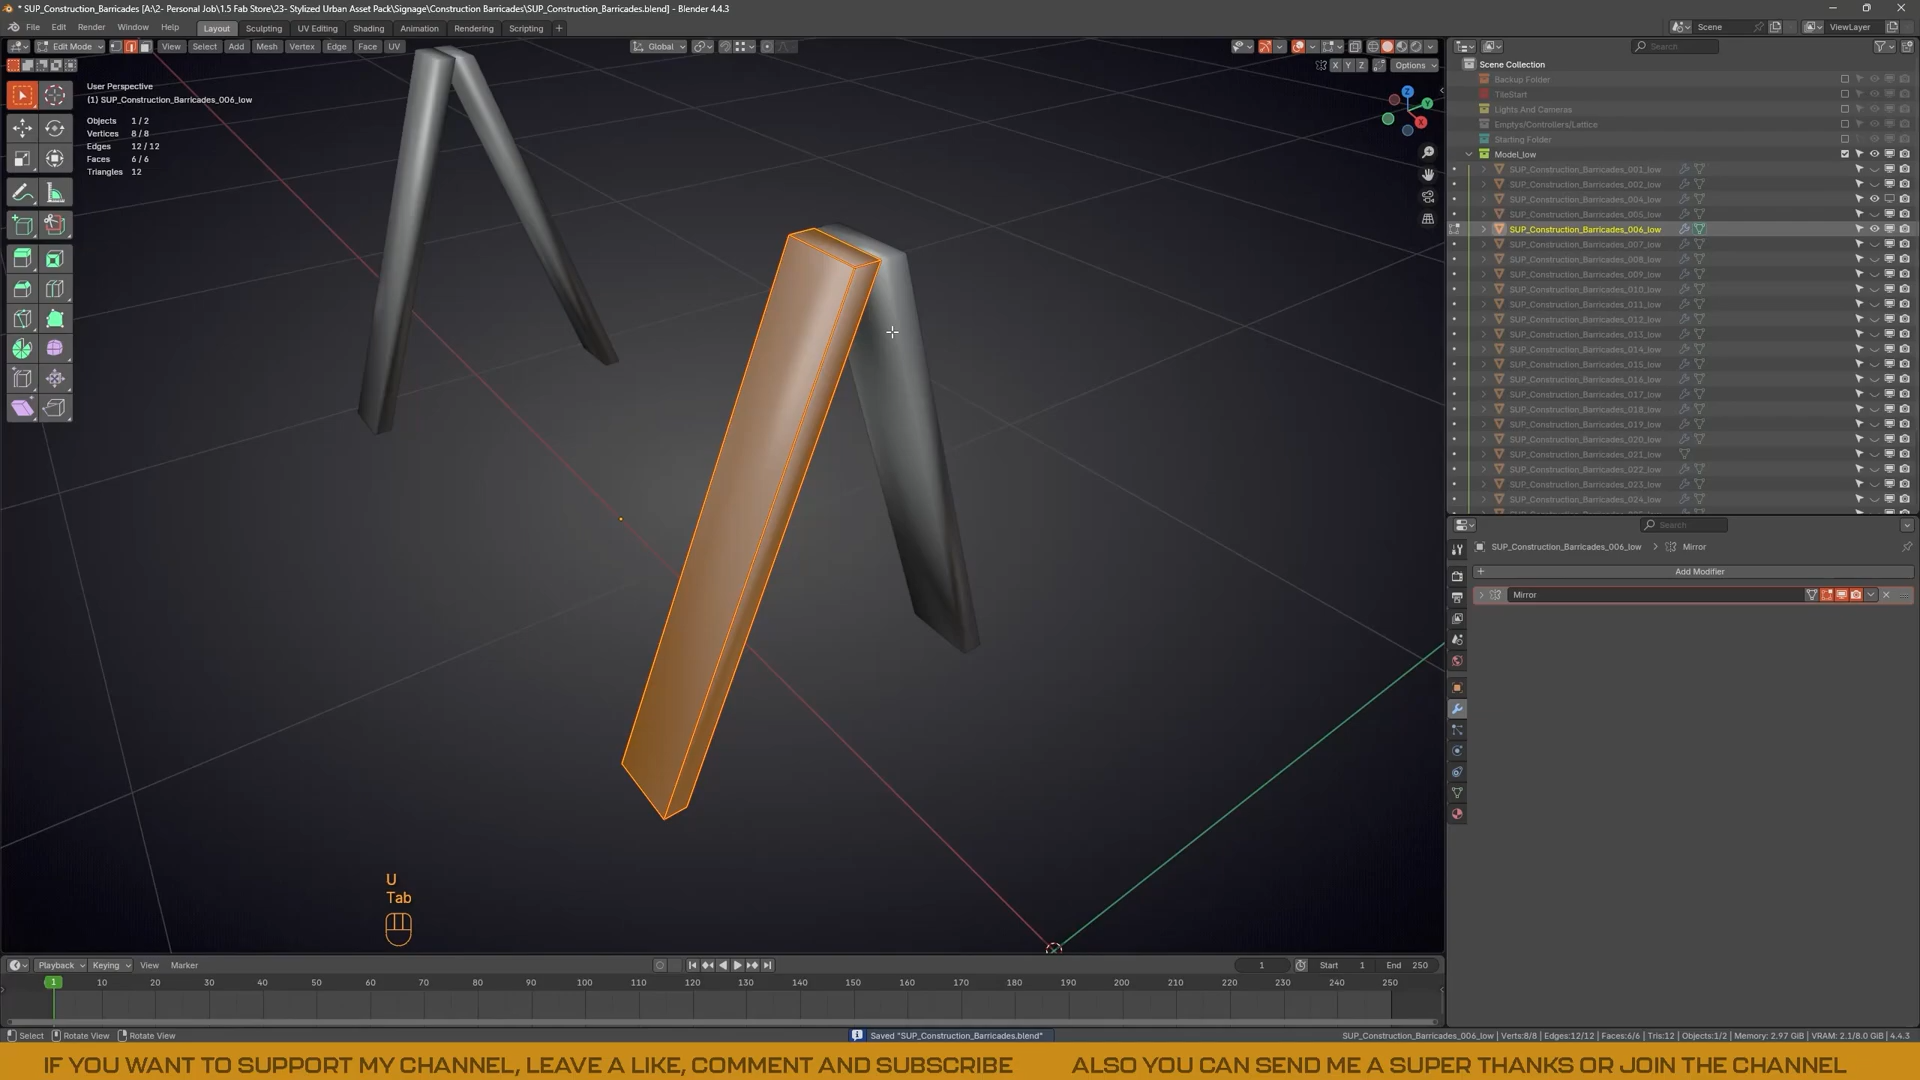 * SUP_Construction_Barricades [A:\2- Personal Job\1.5 Fab Store\23- Stylized Urban Asset Pack\Signage\Construction Barricades\SUP_Construction_Barricades.blend] - Blender 4.4.3
File Edit Render Window Help Layout Sculpting UV Editing Shading Animation Rendering Scripting + Scene ViewLayer
Edit Mode View Select Add Mesh Vertex Edge Face UV Global Search
X Y Z Options
User Perspective
(1) SUP_Construction_Barricades_006_low
Objects 1 / 2
Vertices 8 / 8
Edges 12 / 12
Faces 6 / 6
Triangles 12
Z
Y
X
Scene Collection
Backup Folder
TileStart
Lights And Cameras
Emptys/Controllers/Lattice
Starting Folder
Model_low
SUP_Construction_Barricades_001_low
SUP_Construction_Barricades_002_low
SUP_Construction_Barricades_004_low
SUP_Construction_Barricades_005_low
SUP_Construction_Barricades_006_low
SUP_Construction_Barricades_007_low
SUP_Construction_Barricades_008_low
SUP_Construction_Barricades_009_low
SUP_Construction_Barricades_010_low
SUP_Construction_Barricades_011_low
SUP_Construction_Barricades_012_low
SUP_Construction_Barricades_013_low
SUP_Construction_Barricades_014_low
SUP_Construction_Barricades_015_low
SUP_Construction_Barricades_016_low
SUP_Construction_Barricades_017_low
SUP_Construction_Barricades_018_low
SUP_Construction_Barricades_019_low
SUP_Construction_Barricades_020_low
SUP_Construction_Barricades_021_low
SUP_Construction_Barricades_022_low
SUP_Construction_Barricades_023_low
SUP_Construction_Barricades_024_low
Search
SUP_Construction_Barricades_006_low > Mirror
+ Add Modifier
Mirror
U
Tab
Playback Keying View Marker 1 Start 1 End 250
1 10 20 30 40 50 60 70 80 90 100 110 120 130 140 150 160 170 180 190 200 210 220 230 240 250
Select Rotate View Rotate View Saved "SUP_Construction_Barricades.blend" SUP_Construction_Barricades_006_low | Verts:8/8 | Edges:12/12 | Faces:6/6 | Tris:12 | Objects:1/2 | Memory: 2.97 GiB | VRAM: 2.1/8.0 GiB | 4.4.3
IF YOU WANT TO SUPPORT MY CHANNEL, LEAVE A LIKE, COMMENT AND SUBSCRIBE ALSO YOU CAN SEND ME A SUPER THANKS OR JOIN THE CHANNEL